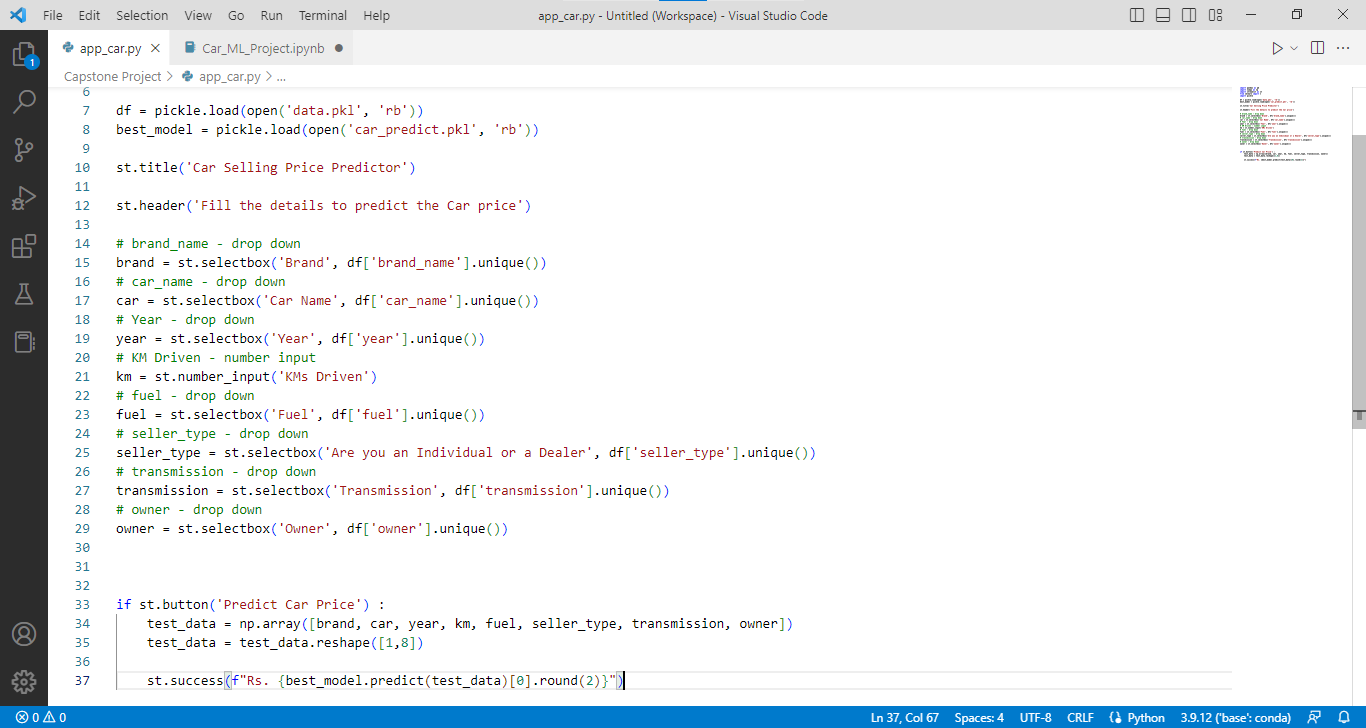 File Edit Selection View Go Run Terminal Help app_car.py - Untitled (Workspace) - Visual Studio Code
app_car.py Car_ML_Project.ipynb
Capstone Project > app_car.py > ...
1
6
7 df = pickle.load(open('data.pkl', 'rb'))
8 best_model = pickle.load(open('car_predict.pkl', 'rb'))
9
10 st.title('Car Selling Price Predictor')
11
12 st.header('Fill the details to predict the Car price')
13
14 # brand_name - drop down
15 brand = st.selectbox('Brand', df['brand_name'].unique())
16 # car_name - drop down
17 car = st.selectbox('Car Name', df['car_name'].unique())
18 # Year - drop down
19 year = st.selectbox('Year', df['year'].unique())
20 # KM Driven - number input
21 km = st.number_input('KMs Driven')
22 # fuel - drop down
23 fuel = st.selectbox('Fuel', df['fuel'].unique())
24 # seller_type - drop down
25 seller_type = st.selectbox('Are you an Individual or a Dealer', df['seller_type'].unique())
26 # transmission - drop down
27 transmission = st.selectbox('Transmission', df['transmission'].unique())
28 # owner - drop down
29 owner = st.selectbox('Owner', df['owner'].unique())
30
31
32
33 if st.button('Predict Car Price') :
34 test_data = np.array([brand, car, year, km, fuel, seller_type, transmission, owner])
35 test_data = test_data.reshape([1,8])
36
37 st.success(f"Rs. {best_model.predict(test_data)[0].round(2)}")
0 0 Ln 37, Col 67 Spaces: 4 UTF-8 CRLF Python 3.9.12 ('base': conda)